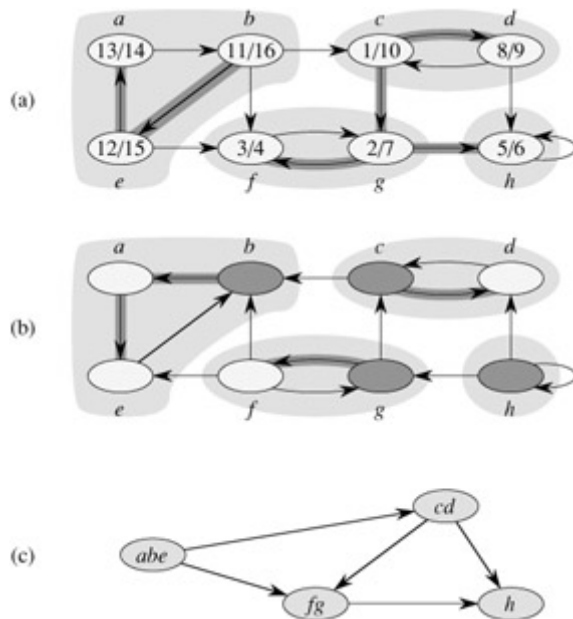 a b c d
(a) 13/14 11/16 1/10 8/9
12/15 3/4 2/7 5/6
e f g h
a b c d
(b)
e f g h
cd
(c) abe
fg h